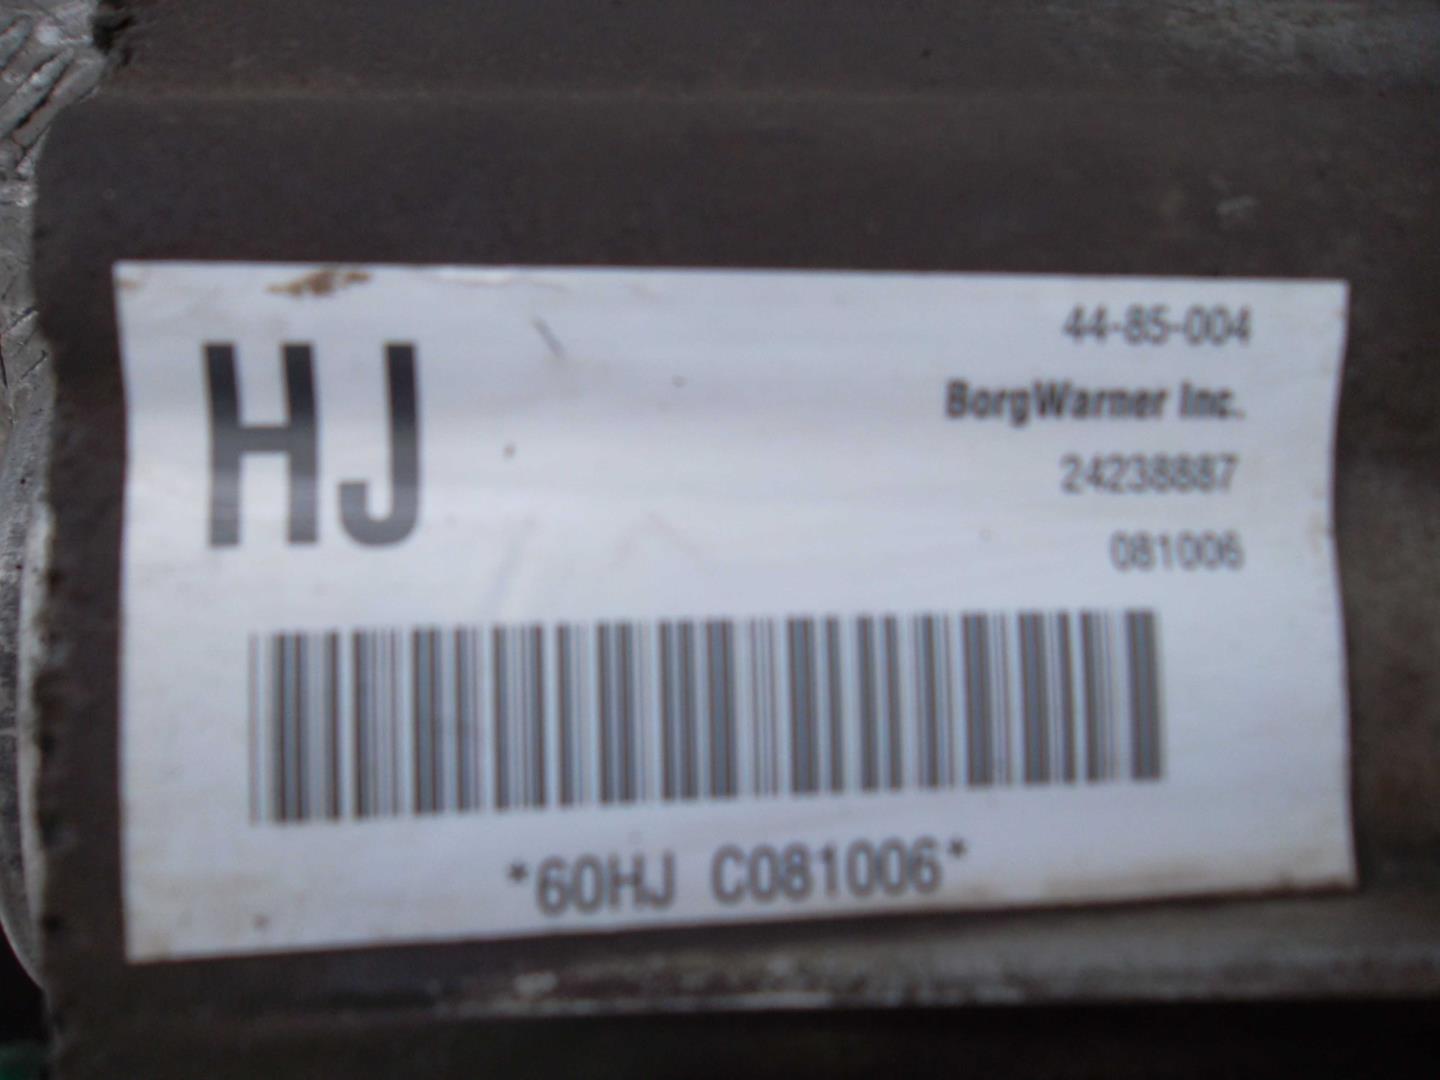 HJ
44-85-004
BorgWarner Inc.
24238887
081006
*60HJ C081006*